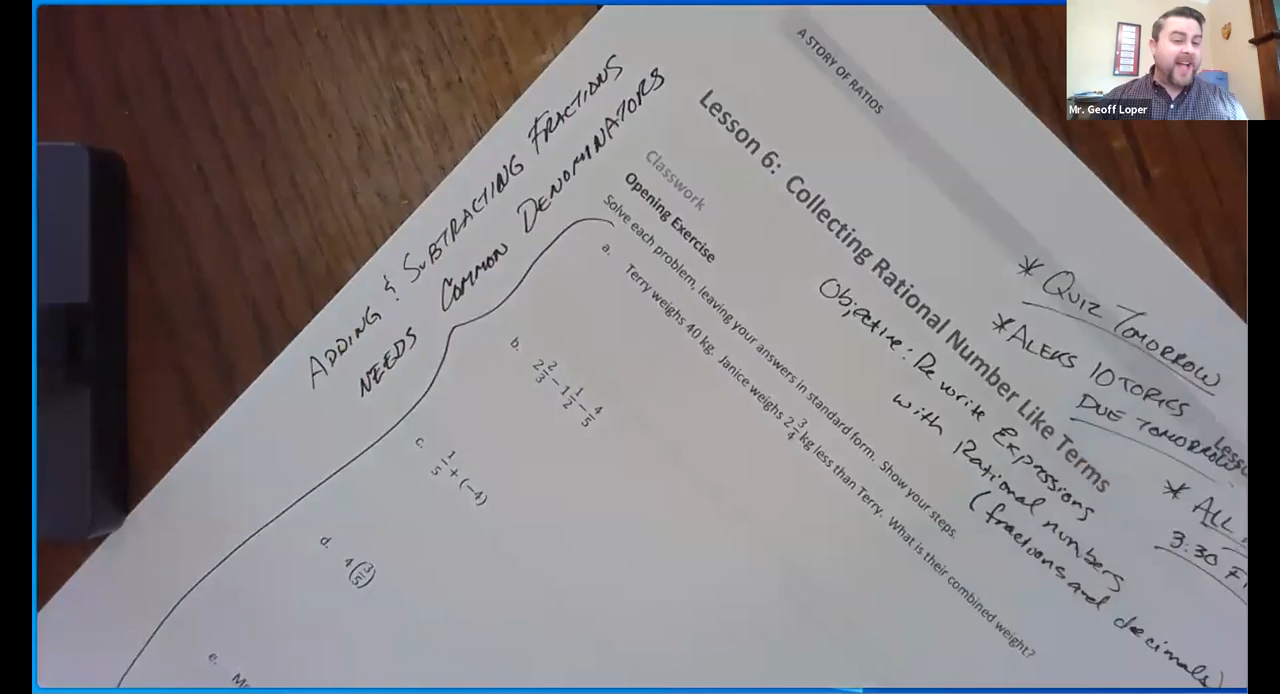 Mr. Geoff Loper
A STORY OF RATIOS
Lesson 6: Collecting Rational Number Like Terms
Classwork
Opening Exercise
Solve each problem, leaving your answers in standard form. Show your steps.
a. Terry weighs 40 kg. Janice weighs 2 3/4 kg less than Terry. What is their combined weight?
b. 2 2/3 − 1 1/2 − 4/5
c. 1/5 + (−4)
d. 4(3/5)
e.
ADDING & SUBTRACTING FRACTIONS
NEEDS COMMON DENOMINATORS
Objective: Rewrite Expressions
with Rational numbers
(fractions and decimals)
* QUIZ TOMORROW
* ALEKS 10 TOPICS
DUE TOMORROW
* ALL
3:30